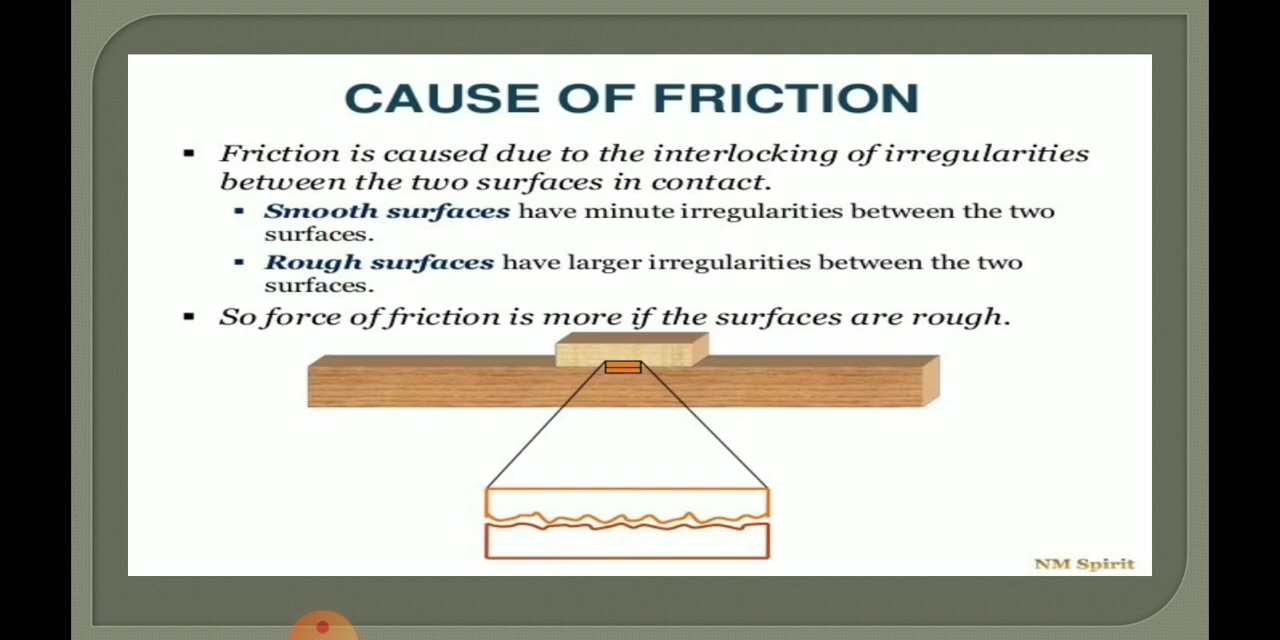 CAUSE OF FRICTION
▪ Friction is caused due to the interlocking of irregularities
between the two surfaces in contact.
▪ Smooth surfaces have minute irregularities between the two
surfaces.
▪ Rough surfaces have larger irregularities between the two
surfaces.
▪ So force of friction is more if the surfaces are rough.
NM Spirit